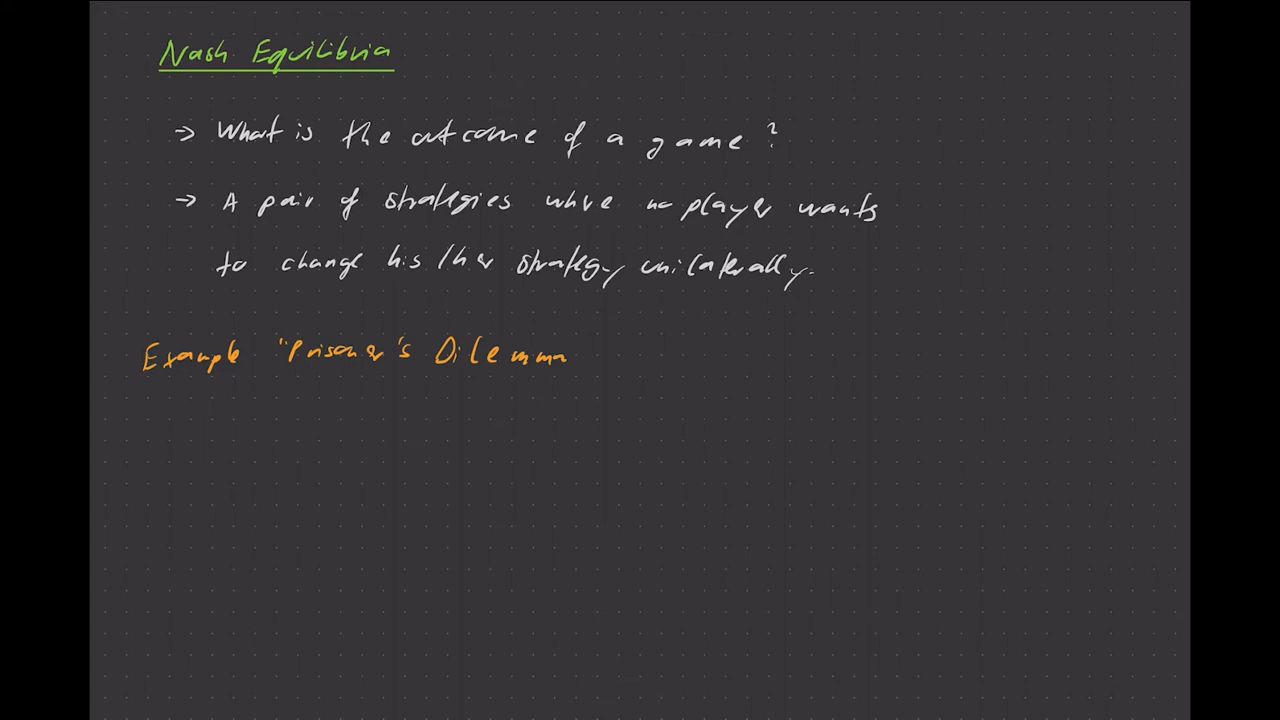 Nash Equilibria
→ What is the outcome of a game?
→ A pair of strategies where no player wants
to change his/her strategy unilaterally.
Example "Prisoner's Dilemma